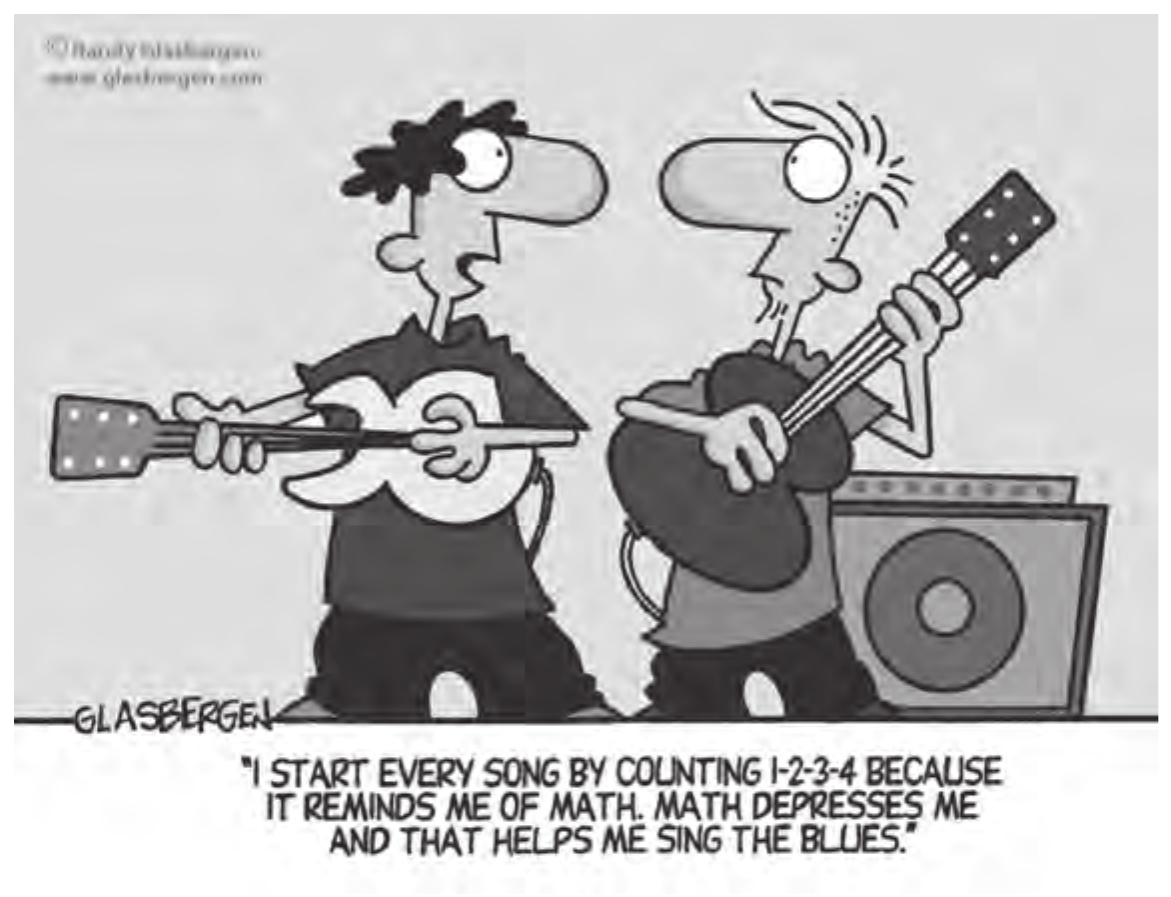 © Randy Glasbergen.
www.glasbergen.com
GLASBERGEN
"I START EVERY SONG BY COUNTING 1-2-3-4 BECAUSE
IT REMINDS ME OF MATH. MATH DEPRESSES ME
AND THAT HELPS ME SING THE BLUES."